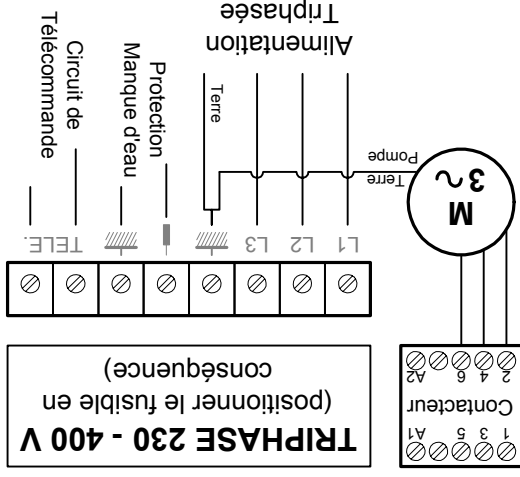 TRIPHASE 230 - 400 V
(positionner le fusible en
conséquence)
1 3 5 A1
Contacteur
2 4 6 A2
M
3 ~
L1 L2 L3 TELE.
Terre
Pompe
Terre
Alimentation
Triphasée
Protection
Manque d'eau
Circuit de
Télécommande